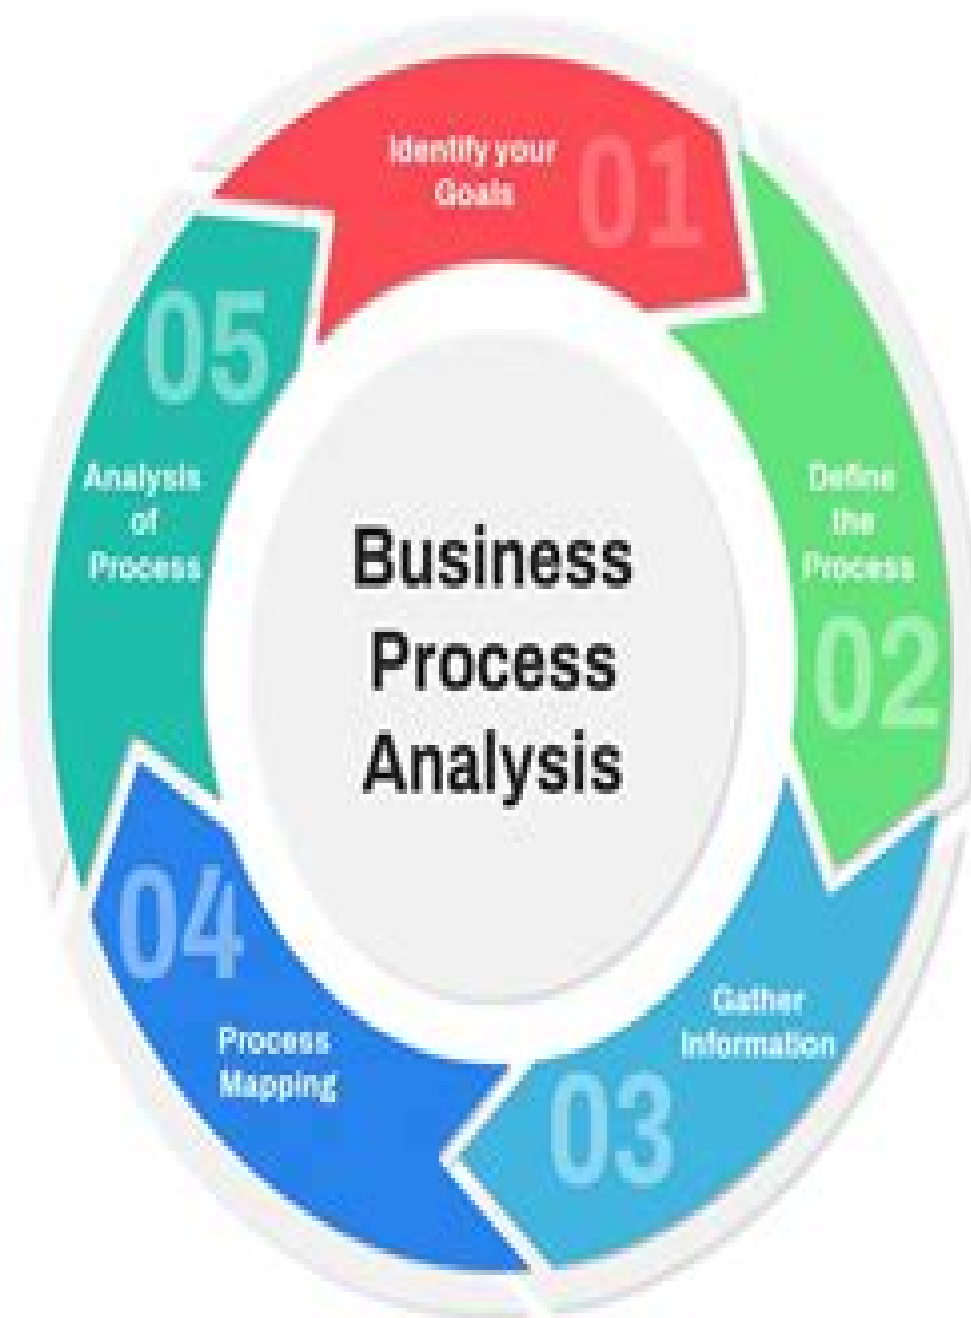 Business
Process
Analysis
Identify your
Goals
01
Define
the
Process
02
Gather
Information
03
04
Process
Mapping
05
Analysis
of
Process